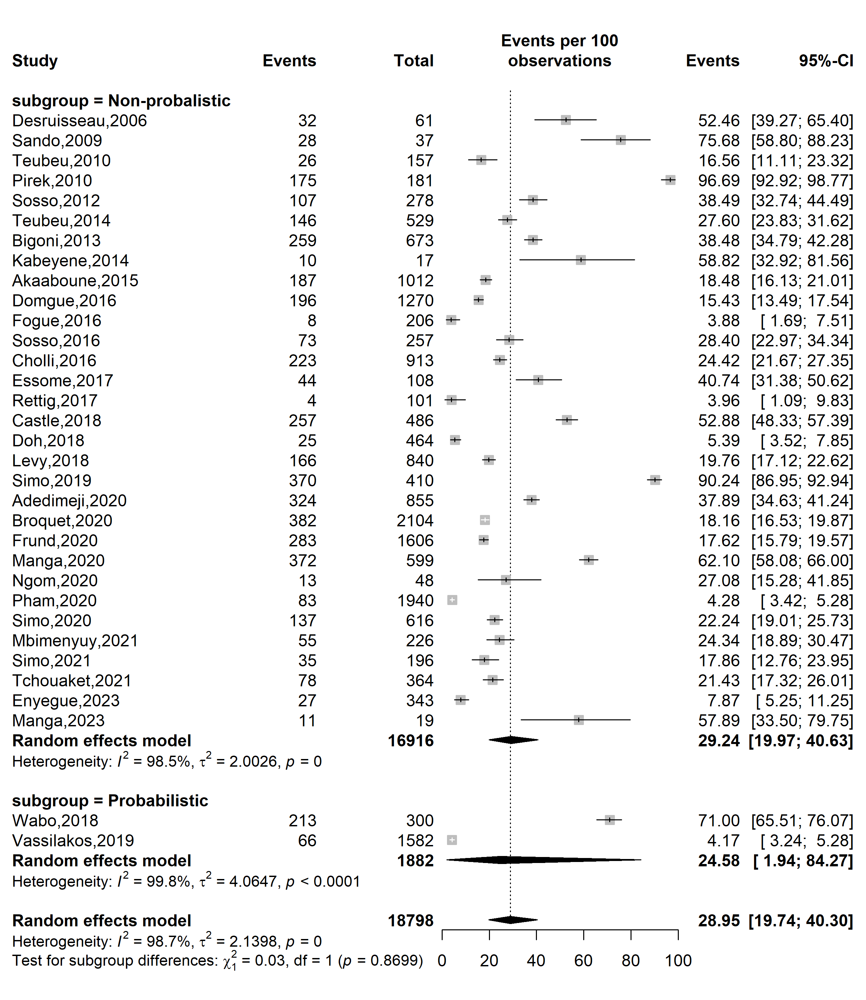 Events per 100
Study Events Total observations Events 95%-CI
subgroup = Non-probalistic
Desruisseau,2006 32 61 52.46 [39.27; 65.40]
Sando,2009 28 37 75.68 [58.80; 88.23]
Teubeu,2010 26 157 16.56 [11.11; 23.32]
Pirek,2010 175 181 96.69 [92.92; 98.77]
Sosso,2012 107 278 38.49 [32.74; 44.49]
Teubeu,2014 146 529 27.60 [23.83; 31.62]
Bigoni,2013 259 673 38.48 [34.79; 42.28]
Kabeyene,2014 10 17 58.82 [32.92; 81.56]
Akaaboune,2015 187 1012 18.48 [16.13; 21.01]
Domgue,2016 196 1270 15.43 [13.49; 17.54]
Fogue,2016 8 206 3.88 [ 1.69; 7.51]
Sosso,2016 73 257 28.40 [22.97; 34.34]
Cholli,2016 223 913 24.42 [21.67; 27.35]
Essome,2017 44 108 40.74 [31.38; 50.62]
Rettig,2017 4 101 3.96 [ 1.09; 9.83]
Castle,2018 257 486 52.88 [48.33; 57.39]
Doh,2018 25 464 5.39 [ 3.52; 7.85]
Levy,2018 166 840 19.76 [17.12; 22.62]
Simo,2019 370 410 90.24 [86.95; 92.94]
Adedimeji,2020 324 855 37.89 [34.63; 41.24]
Broquet,2020 382 2104 18.16 [16.53; 19.87]
Frund,2020 283 1606 17.62 [15.79; 19.57]
Manga,2020 372 599 62.10 [58.08; 66.00]
Ngom,2020 13 48 27.08 [15.28; 41.85]
Pham,2020 83 1940 4.28 [ 3.42; 5.28]
Simo,2020 137 616 22.24 [19.01; 25.73]
Mbimenyuy,2021 55 226 24.34 [18.89; 30.47]
Simo,2021 35 196 17.86 [12.76; 23.95]
Tchouaket,2021 78 364 21.43 [17.32; 26.01]
Enyegue,2023 27 343 7.87 [ 5.25; 11.25]
Manga,2023 11 19 57.89 [33.50; 79.75]
Random effects model 16916 29.24 [19.97; 40.63]
Heterogeneity: I² = 98.5%, τ² = 2.0026, p = 0
subgroup = Probabilistic
Wabo,2018 213 300 71.00 [65.51; 76.07]
Vassilakos,2019 66 1582 4.17 [ 3.24; 5.28]
Random effects model 1882 24.58 [ 1.94; 84.27]
Heterogeneity: I² = 99.8%, τ² = 4.0647, p < 0.0001
Random effects model 18798 28.95 [19.74; 40.30]
Heterogeneity: I² = 98.7%, τ² = 2.1398, p = 0
Test for subgroup differences: χ²₁ = 0.03, df = 1 (p = 0.8699) 0 20 40 60 80 100